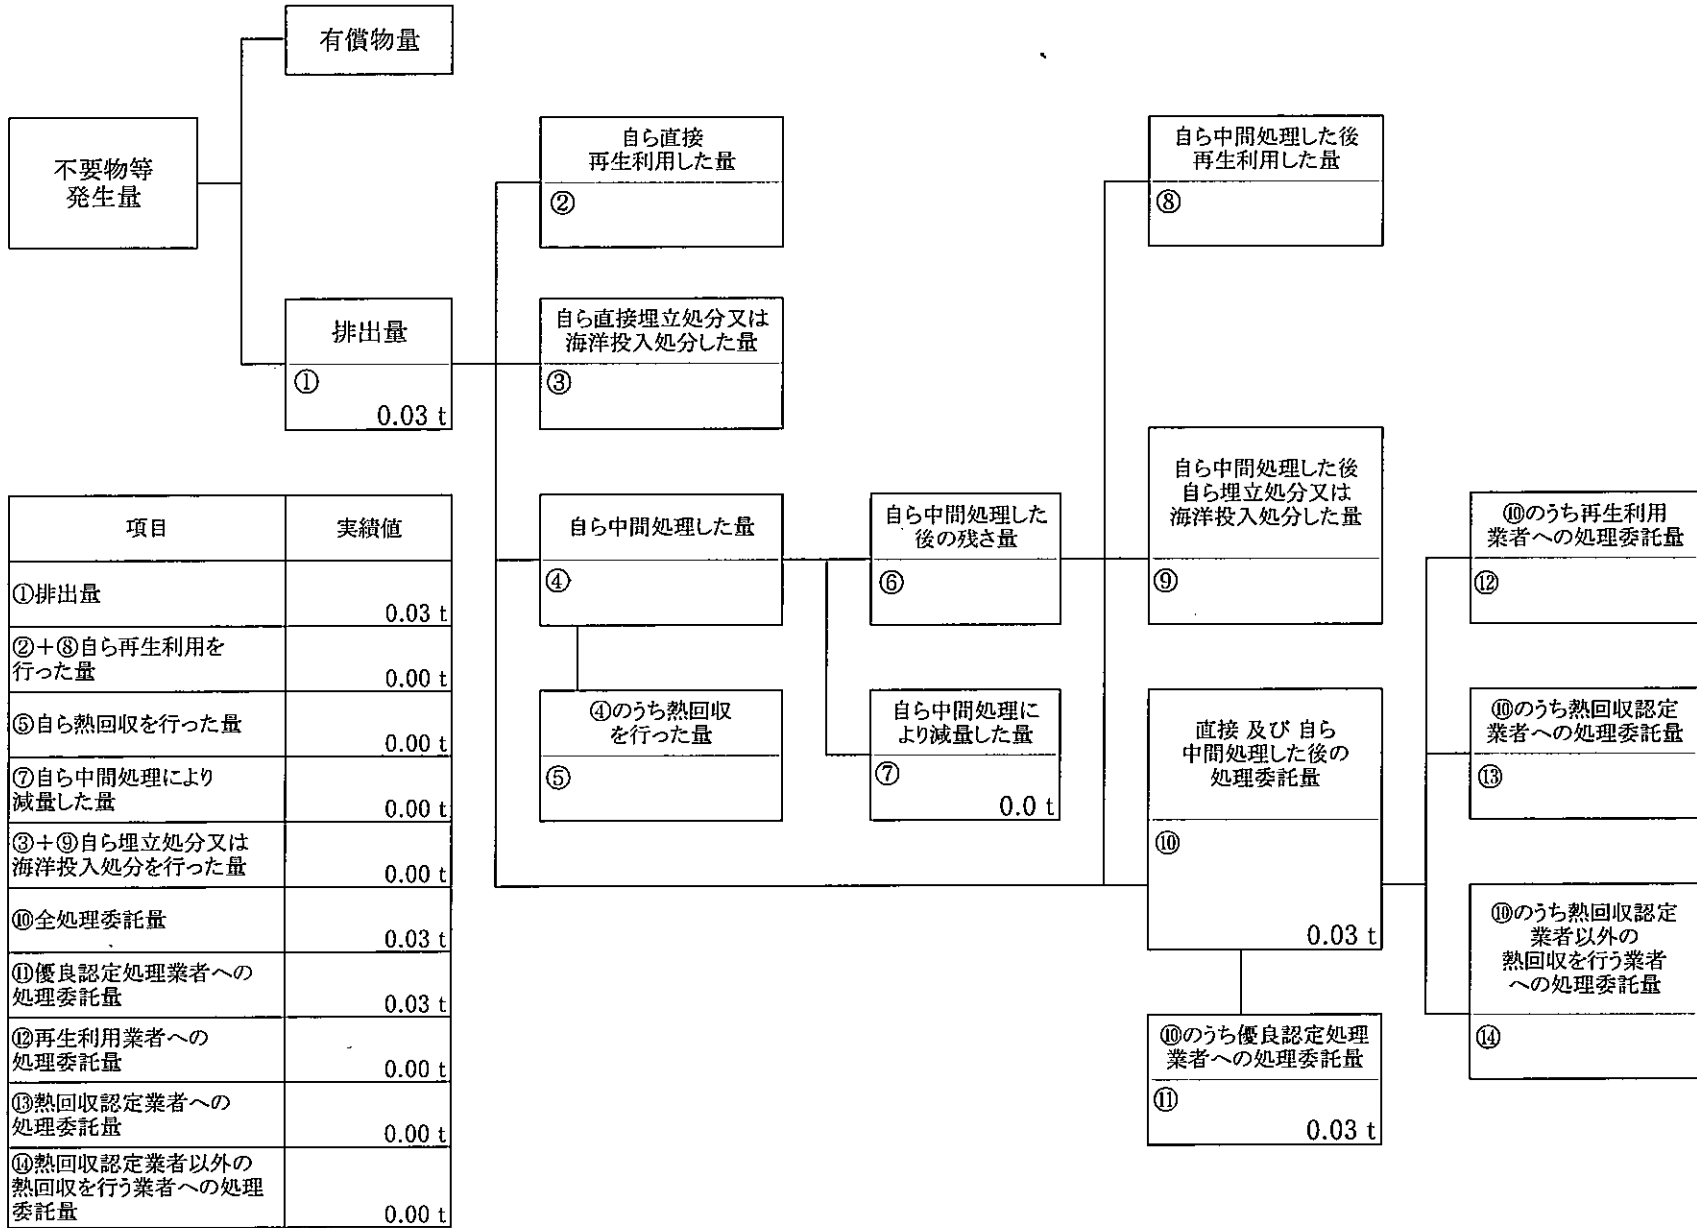 有償物量
不要物等
発生量
自ら直接
再生利用した量
②
自ら中間処理した後
再生利用した量
⑧
排出量
①
0.03 t
自ら直接埋立処分又は
海洋投入処分した量
③
自ら中間処理した量
④
自ら中間処理した
後の残さ量
⑥
自ら中間処理した後
自ら埋立処分又は
海洋投入処分した量
⑨
⑩のうち再生利用
業者への処理委託量
⑫
④のうち熱回収
を行った量
⑤
自ら中間処理に
より減量した量
⑦
0.0 t
直接 及び 自ら
中間処理した後の
処理委託量
⑩
0.03 t
⑩のうち熱回収認定
業者への処理委託量
⑬
⑩のうち熱回収認定
業者以外の
熱回収を行う業者
への処理委託量
⑭
⑩のうち優良認定処理
業者への処理委託量
⑪
0.03 t
項目 実績値
①排出量
0.03 t
②+⑧自ら再生利用を
行った量
0.00 t
⑤自ら熱回収を行った量
0.00 t
⑦自ら中間処理により
減量した量
0.00 t
③+⑨自ら埋立処分又は
海洋投入処分を行った量
0.00 t
⑩全処理委託量
0.03 t
⑪優良認定処理業者への
処理委託量
0.03 t
⑫再生利用業者への
処理委託量
0.00 t
⑬熱回収認定業者への
処理委託量
0.00 t
⑭熱回収認定業者以外の
熱回収を行う業者への処理
委託量
0.00 t